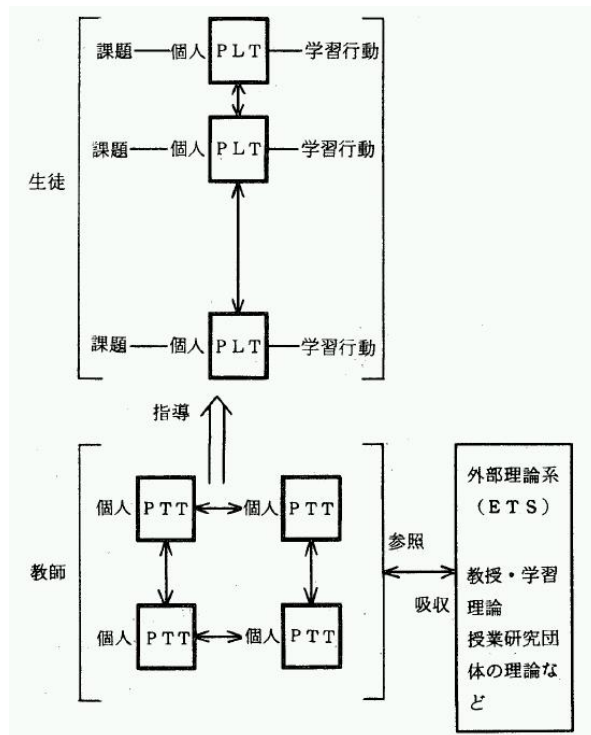 課題 個人 PLT 学習行動
課題 個人 PLT 学習行動
生徒
課題 個人 PLT 学習行動
指導
個人 PTT 個人 PTT
教師
個人 PTT 個人 PTT
参照
吸収
外部理論系
(ETS)
教授・学習
理論
授業研究団
体の理論な
ど